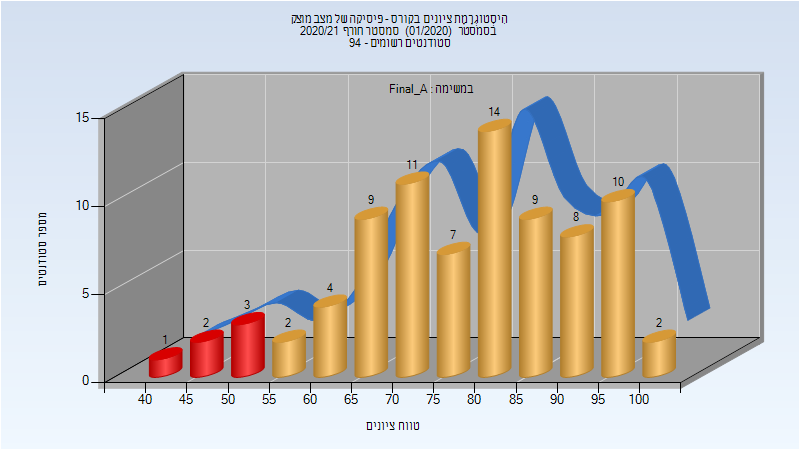 היסטוגרמת ציונים בקורס - פיסיקה של מצב מוצק
בסמסטר (01/2020) סמסטר חורף 2020/21
סטודנטים רשומים - 94
במשימה : Final_A
מספר סטודנטים
15
10
5
0
1
2
3
2
4
9
11
7
14
9
8
10
2
40 45 50 55 60 65 70 75 80 85 90 95 100
טווח ציונים